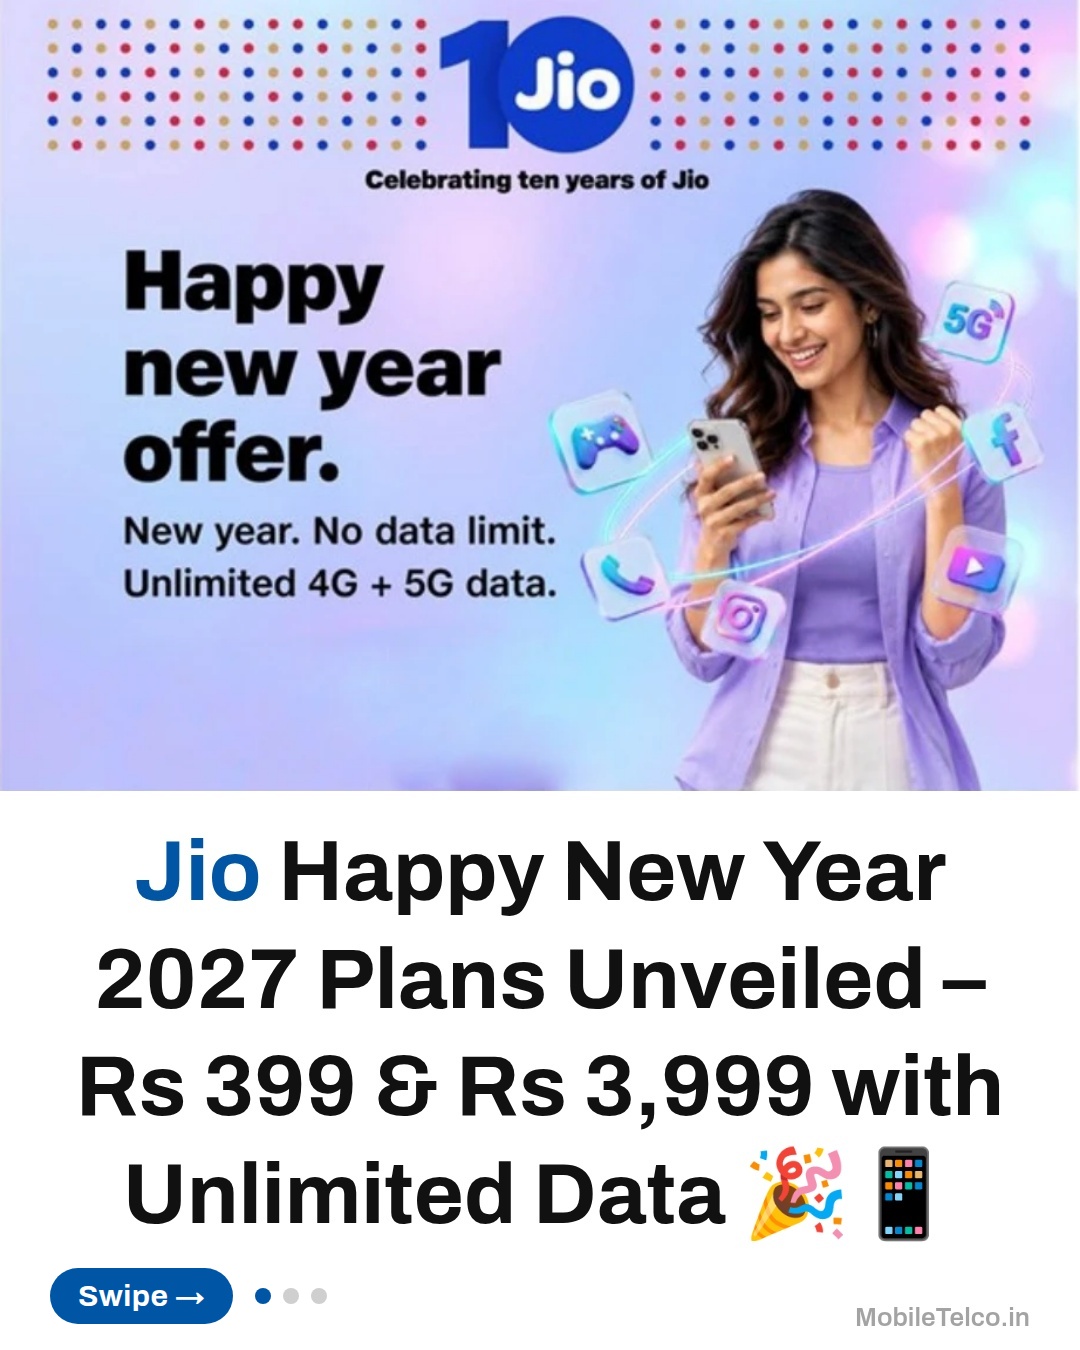 10 Jio
Celebrating ten years of Jio
Happy
new year
offer.
New year. No data limit.
Unlimited 4G + 5G data.
5G
Jio Happy New Year
2027 Plans Unveiled –
Rs 399 & Rs 3,999 with
Unlimited Data 🎉 📱
Swipe →
MobileTelco.in